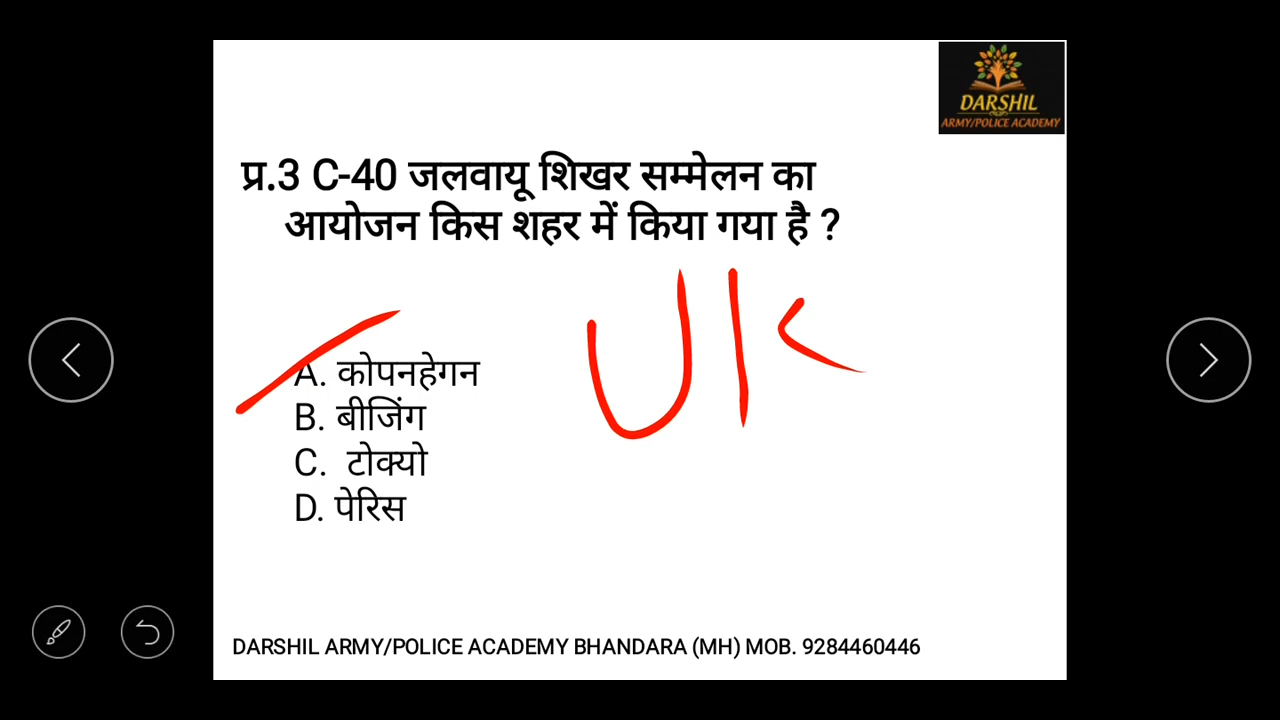 DARSHIL
ARMY/POLICE ACADEMY
प्र.3 C-40 जलवायू शिखर सम्मेलन का
आयोजन किस शहर में किया गया है ?
UK
A. कोपनहेगन
B. बीजिंग
C. टोक्यो
D. पेरिस
DARSHIL ARMY/POLICE ACADEMY BHANDARA (MH) MOB. 9284460446